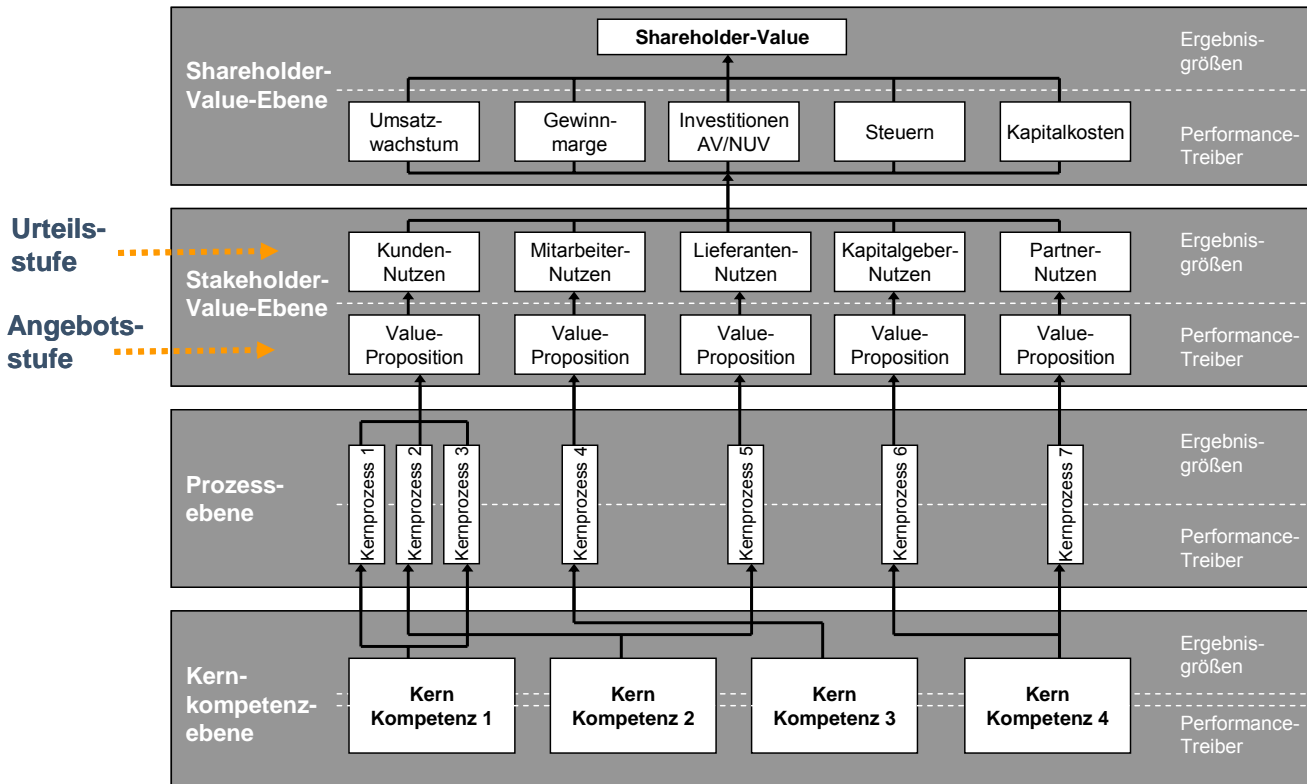 Shareholder-Value
Ergebnis-
größen
Shareholder-
Value-Ebene
Umsatz-
wachstum
Gewinn-
marge
Investitionen
AV/NUV
Steuern
Kapitalkosten
Performance-
Treiber
Urteils-
stufe
Angebots-
stufe
Stakeholder-
Value-Ebene
Kunden-
Nutzen
Mitarbeiter-
Nutzen
Lieferanten-
Nutzen
Kapitalgeber-
Nutzen
Partner-
Nutzen
Ergebnis-
größen
Value-
Proposition
Value-
Proposition
Value-
Proposition
Value-
Proposition
Value-
Proposition
Performance-
Treiber
Prozess-
ebene
Kernprozess 1
Kernprozess 2
Kernprozess 3
Kernprozess 4
Kernprozess 5
Kernprozess 6
Kernprozess 7
Ergebnis-
größen
Performance-
Treiber
Kern-
kompetenz-
ebene
Kern
Kompetenz 1
Kern
Kompetenz 2
Kern
Kompetenz 3
Kern
Kompetenz 4
Ergebnis-
größen
Performance-
Treiber